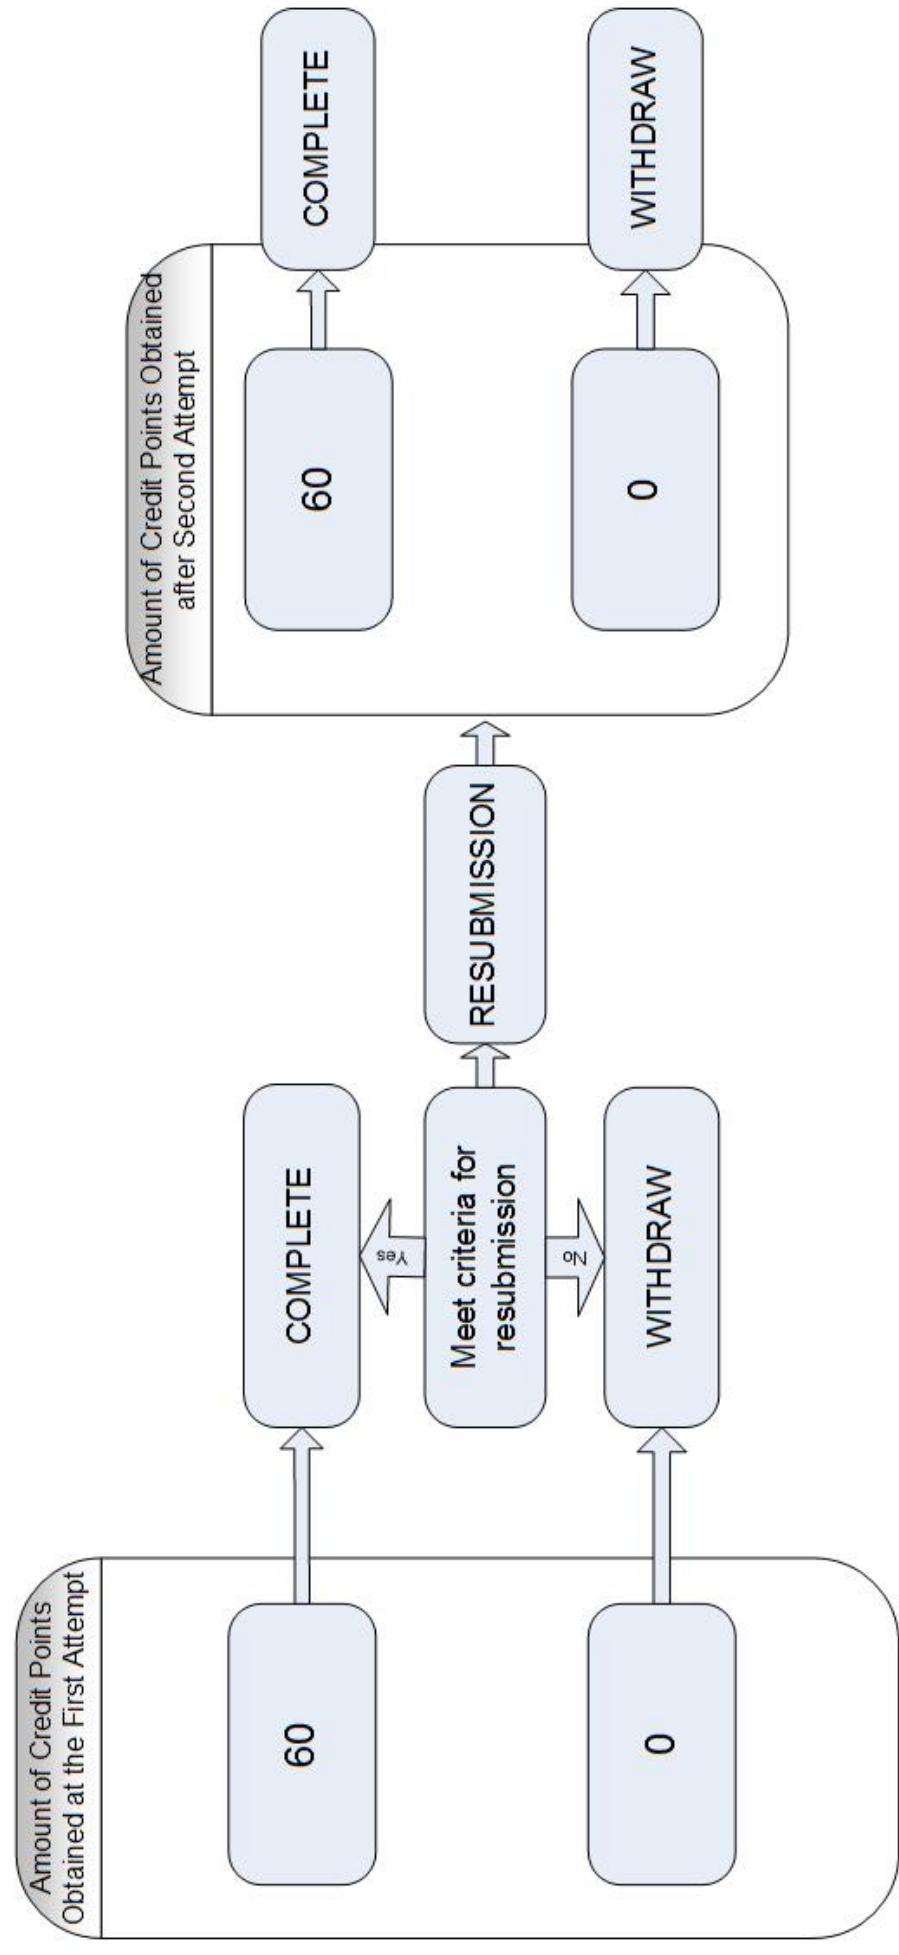 Amount of Credit Points
Obtained at the First Attempt
60
0
COMPLETE
Yes
Meet criteria for
resubmission
No
WITHDRAW
RESUBMISSION
Amount of Credit Points Obtained
after Second Attempt
60
0
COMPLETE
WITHDRAW